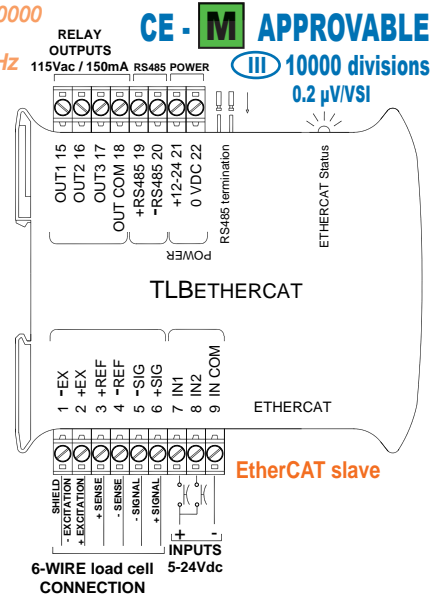 0000
Hz
CE - M APPROVABLE
III 10000 divisions
0.2 µV/VSI
RELAY
OUTPUTS
115Vac / 150mA
RS485
POWER
OUT1 15
OUT2 16
OUT3 17
OUT COM 18
+RS485 19
-RS485 20
+12-24 21
0 VDC 22
RS485 termination
ETHERCAT Status
POWER
TLBETHERCAT
1 -EX
2 +EX
3 +REF
4 -REF
5 -SIG
6 +SIG
7 IN1
8 IN2
9 IN COM
ETHERCAT
EtherCAT slave
SHIELD
- EXCITATION
+ EXCITATION
+ SENSE
- SENSE
- SIGNAL
+ SIGNAL
+ -
INPUTS
5-24Vdc
6-WIRE load cell
CONNECTION